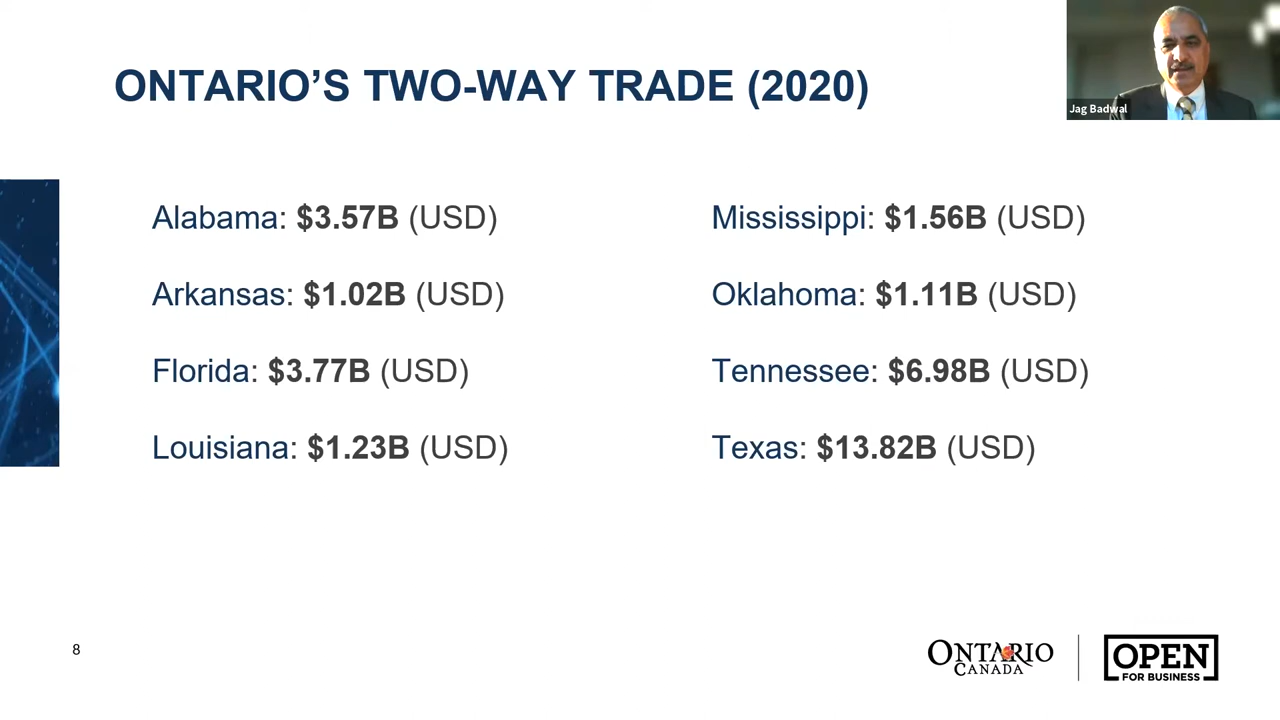 ONTARIO’S TWO-WAY TRADE (2020)
Jag Badwal
Alabama: $3.57B (USD)
Arkansas: $1.02B (USD)
Florida: $3.77B (USD)
Louisiana: $1.23B (USD)
Mississippi: $1.56B (USD)
Oklahoma: $1.11B (USD)
Tennessee: $6.98B (USD)
Texas: $13.82B (USD)
8
ONTARIO
CANADA
OPEN
FOR BUSINESS